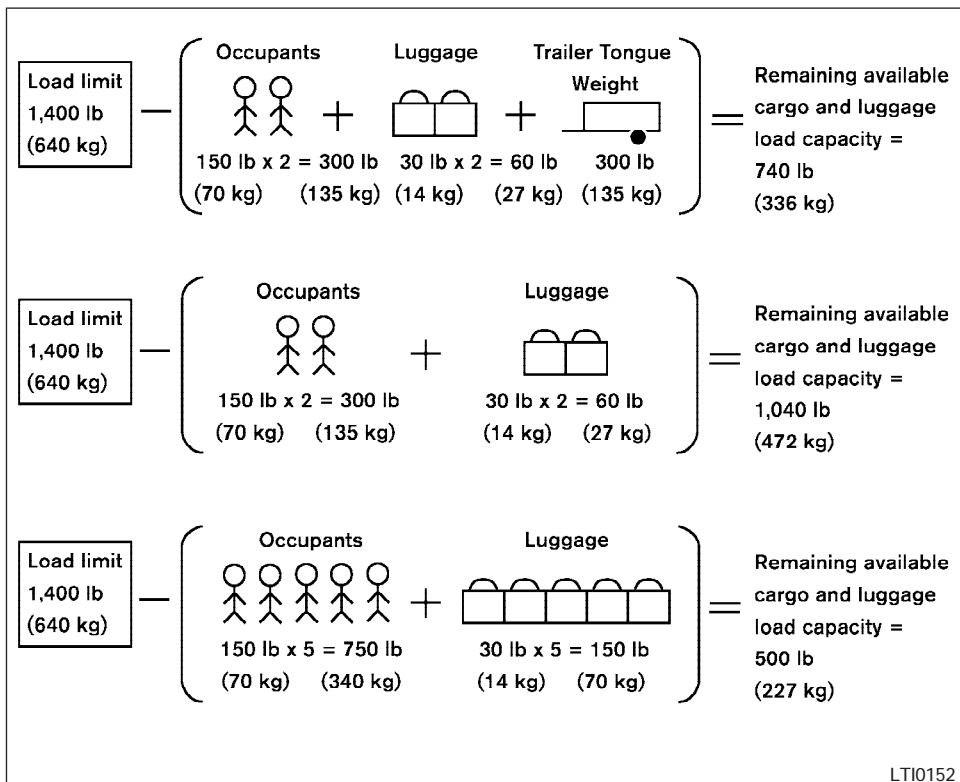 Occupants Luggage Trailer Tongue Weight
Load limit
1,400 lb
(640 kg)
−
+
+
150 lb x 2 = 300 lb 30 lb x 2 = 60 lb 300 lb
(70 kg) (135 kg) (14 kg) (27 kg) (135 kg)
=
Remaining available
cargo and luggage
load capacity =
740 lb
(336 kg)
Occupants Luggage
Load limit
1,400 lb
(640 kg)
−
+
150 lb x 2 = 300 lb 30 lb x 2 = 60 lb
(70 kg) (135 kg) (14 kg) (27 kg)
=
Remaining available
cargo and luggage
load capacity =
1,040 lb
(472 kg)
Occupants Luggage
Load limit
1,400 lb
(640 kg)
−
+
150 lb x 5 = 750 lb 30 lb x 5 = 150 lb
(70 kg) (340 kg) (14 kg) (70 kg)
=
Remaining available
cargo and luggage
load capacity =
500 lb
(227 kg)
LTI0152